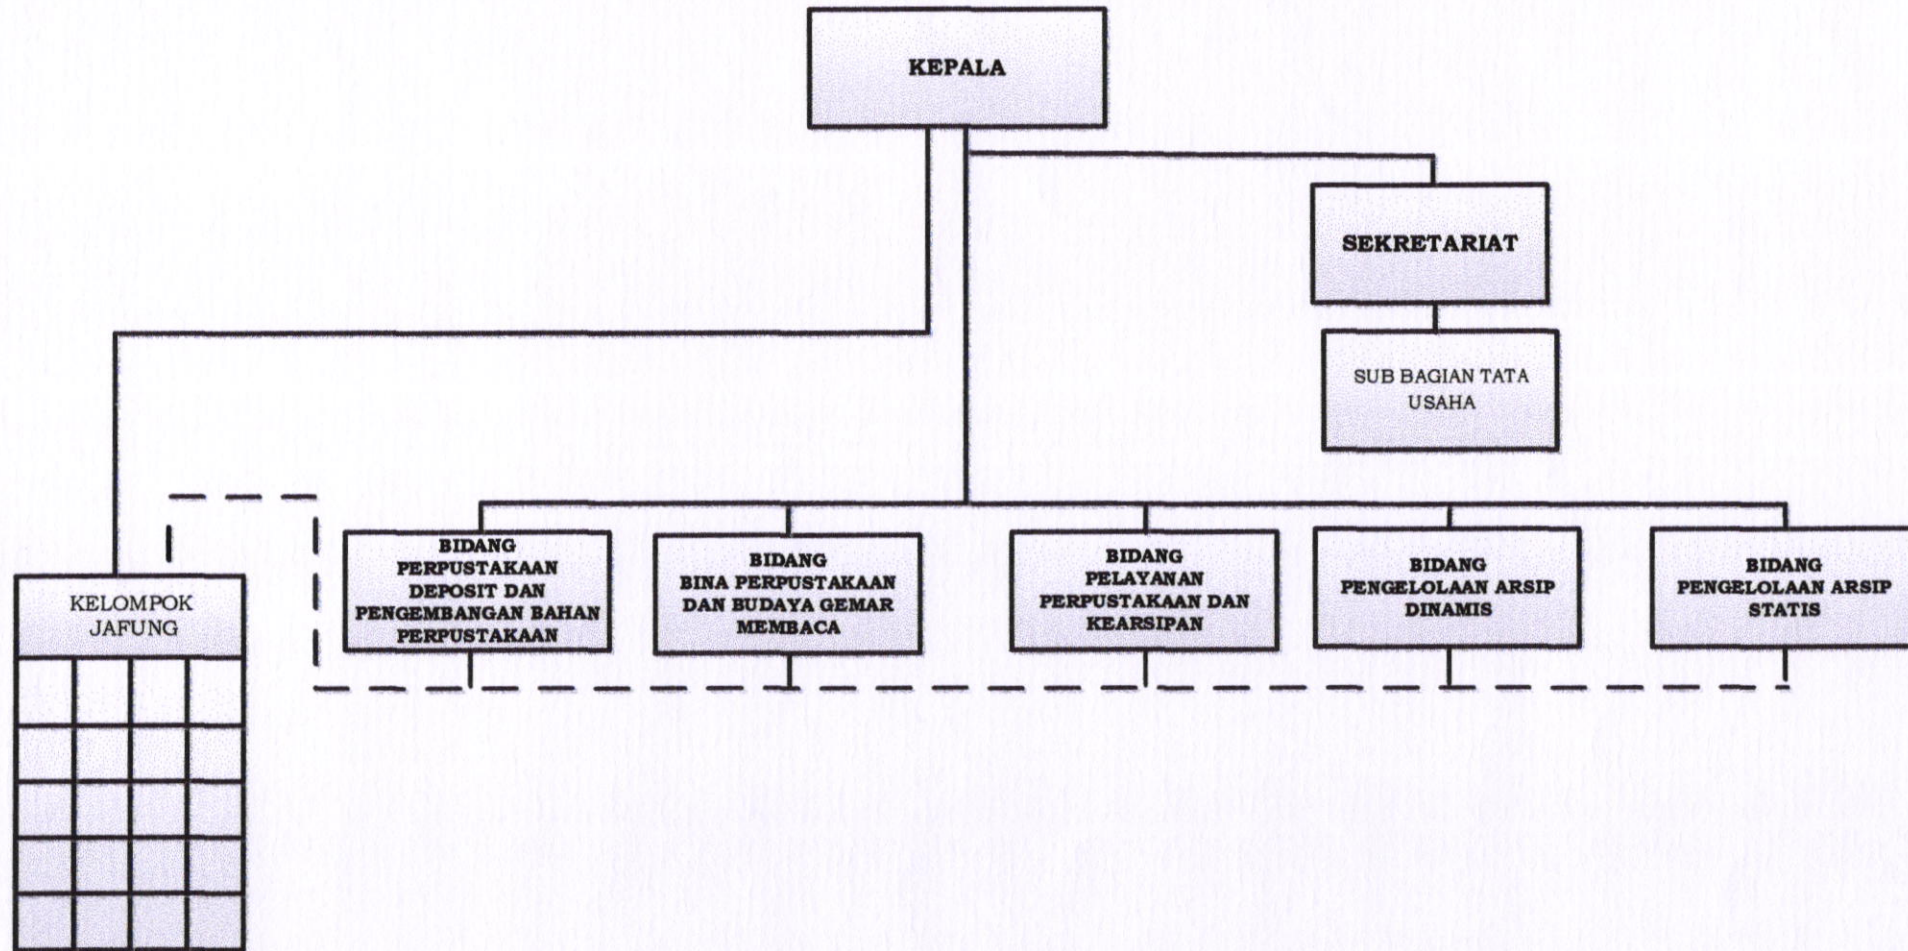 KEPALA
SEKRETARIAT
SUB BAGIAN TATA
USAHA
KELOMPOK
JAFUNG
BIDANG
PERPUSTAKAAN
DEPOSIT DAN
PENGEMBANGAN BAHAN
PERPUSTAKAAN
BIDANG
BINA PERPUSTAKAAN
DAN BUDAYA GEMAR
MEMBACA
BIDANG
PELAYANAN
PERPUSTAKAAN DAN
KEARSIPAN
BIDANG
PENGELOLAAN ARSIP
DINAMIS
BIDANG
PENGELOLAAN ARSIP
STATIS